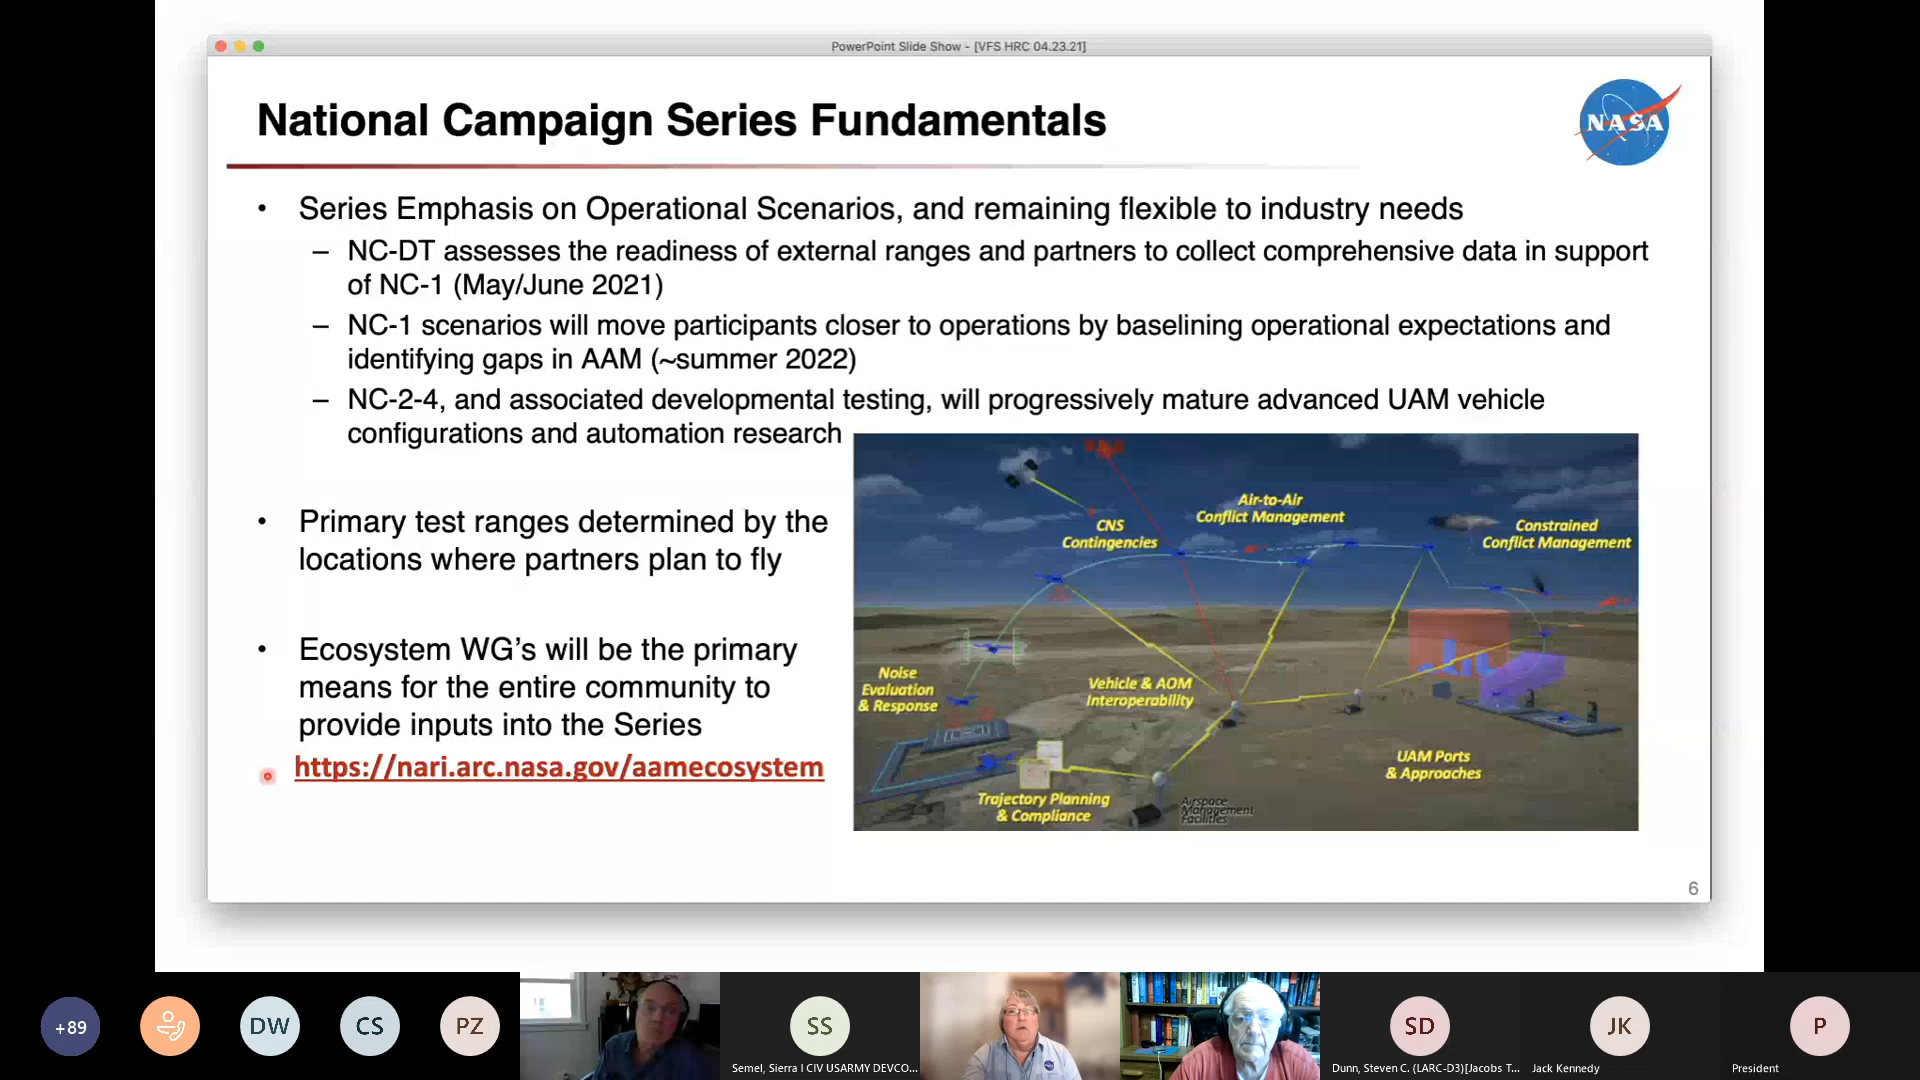 PowerPoint Slide Show - [VFS HRC 04.23.21]
National Campaign Series Fundamentals
NASA
• Series Emphasis on Operational Scenarios, and remaining flexible to industry needs
– NC-DT assesses the readiness of external ranges and partners to collect comprehensive data in support
of NC-1 (May/June 2021)
– NC-1 scenarios will move participants closer to operations by baselining operational expectations and
identifying gaps in AAM (~summer 2022)
– NC-2-4, and associated developmental testing, will progressively mature advanced UAM vehicle
configurations and automation research
• Primary test ranges determined by the
locations where partners plan to fly
• Ecosystem WG’s will be the primary
means for the entire community to
provide inputs into the Series
https://nari.arc.nasa.gov/aamecosystem
CNS
Contingencies
Air-to-Air
Conflict Management
Constrained
Conflict Management
Noise
Evaluation
& Response
Vehicle & AOM
Interoperability
UAM Ports
& Approaches
Trajectory Planning
& Compliance
Airspace
Management
Facilities
6
+89
DW
CS
PZ
SS
Semel, Sierra I CIV USARMY DEVCO...
NASA
SD
Dunn, Steven C. (LARC-D3)[Jacobs T...
JK
Jack Kennedy
P
President